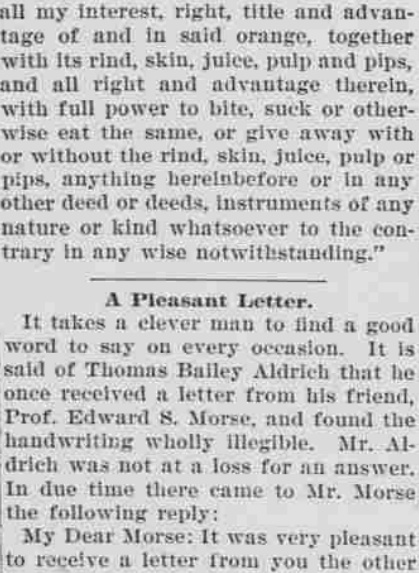 all my interest, right, title and advan-
tage of and in said orange, together
with its rind, skin, juice, pulp and pips,
and all right and advantage therein,
with full power to bite, suck or other-
wise eat the same, or give away with
or without the rind, skin, juice, pulp or
pips, anything hereinbefore or in any
other deed or deeds, instruments of any
nature or kind whatsoever to the con-
trary in any wise notwithstanding."
A Pleasant Letter.
It takes a clever man to find a good
word to say on every occasion. It is
said of Thomas Bailey Aldrich that he
once received a letter from his friend,
Prof. Edward S. Morse, and found the
handwriting wholly illegible. Mr. Al-
drich was not at a loss for an answer.
In due time there came to Mr. Morse
the following reply:
My Dear Morse: It was very pleasant
to receive a letter from you the other